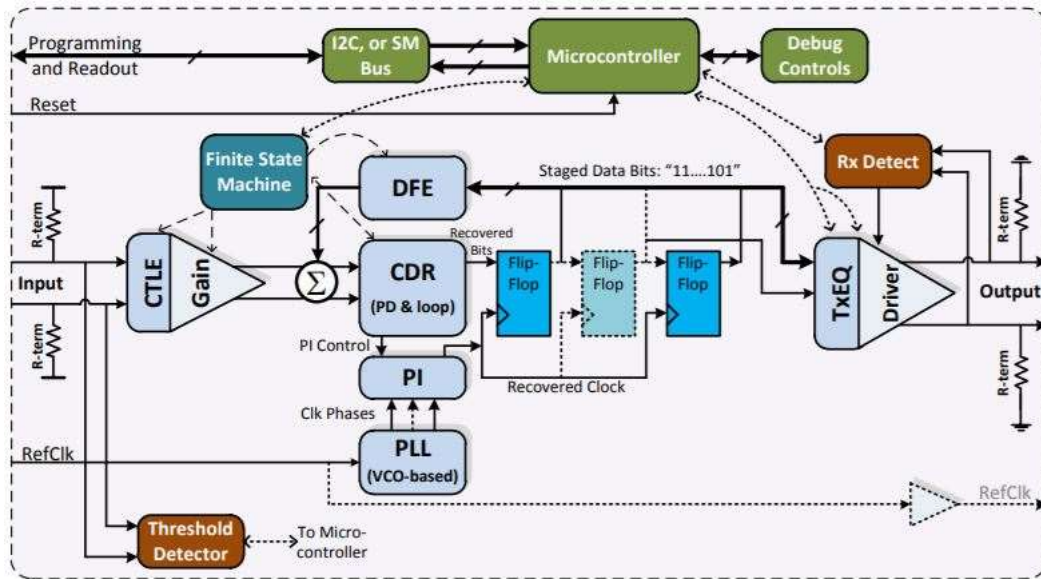 Programming
and Readout
I2C, or SM
Bus
Microcontroller
Debug
Controls
Reset
Finite State
Machine
DFE
Staged Data Bits: "11....101"
Rx Detect
R-term
R-term
Input
CTLE
Gain
Σ
CDR
(PD & loop)
Recovered
Bits
Flip-
Flop
Flip-
Flop
Flip-
Flop
TxEQ
Driver
Output
R-term
R-term
PI Control
PI
Recovered Clock
Clk Phases
PLL
(VCO-based)
RefClk
RefClk
Threshold
Detector
To Micro-
controller